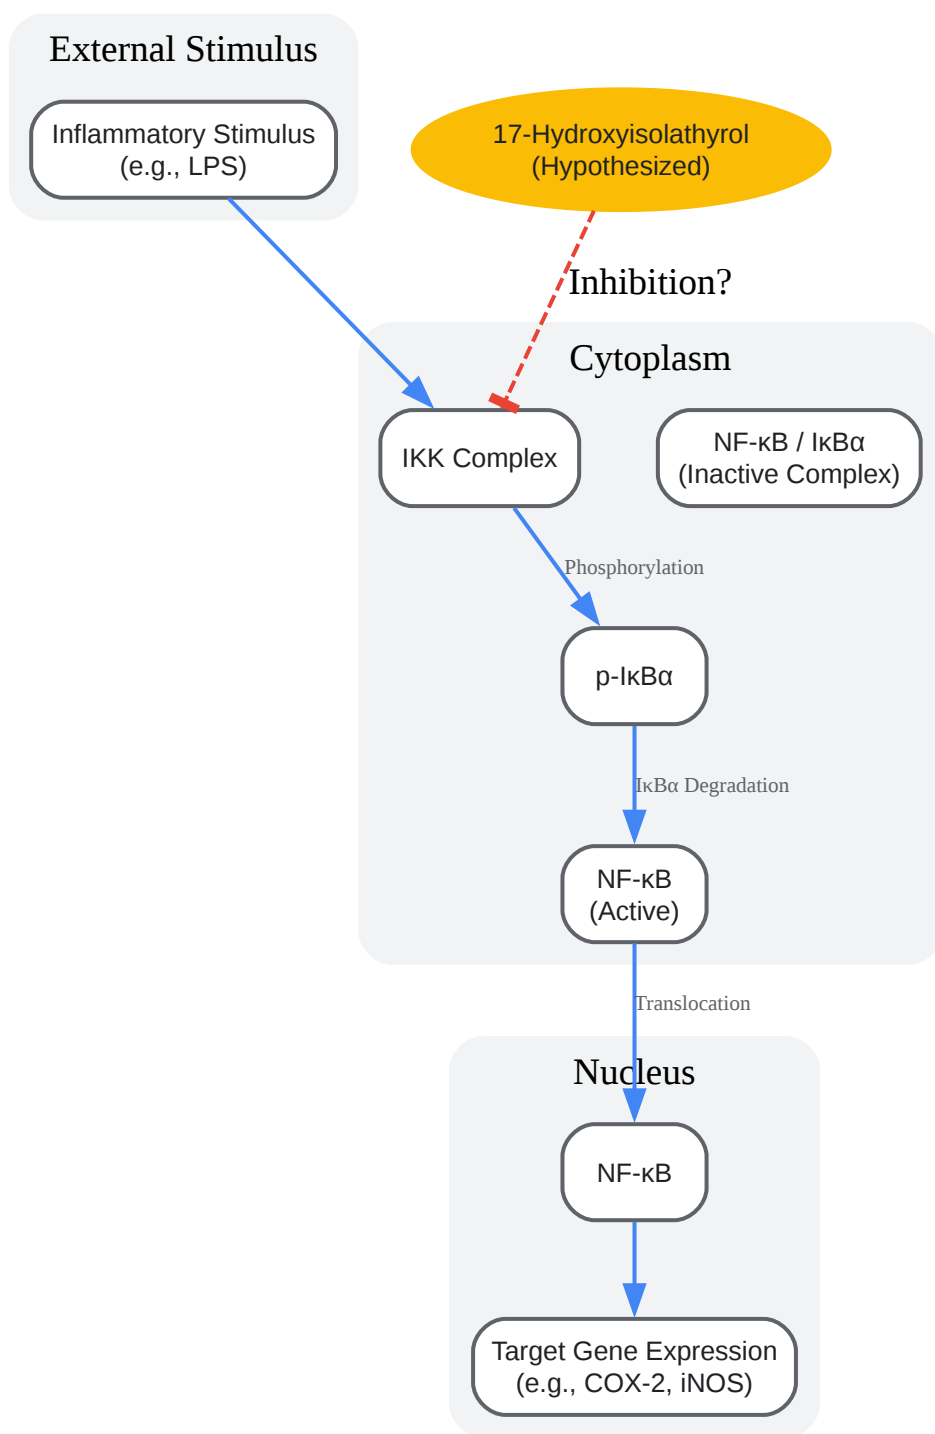 External Stimulus
Inflammatory Stimulus
(e.g., LPS)
17-Hydroxyisolathyrol
(Hypothesized)
Inhibition?
Cytoplasm
IKK Complex
NF-κB / IκBα
(Inactive Complex)
Phosphorylation
p-IκBα
IκBα Degradation
NF-κB
(Active)
Translocation
Nucleus
NF-κB
Target Gene Expression
(e.g., COX-2, iNOS)